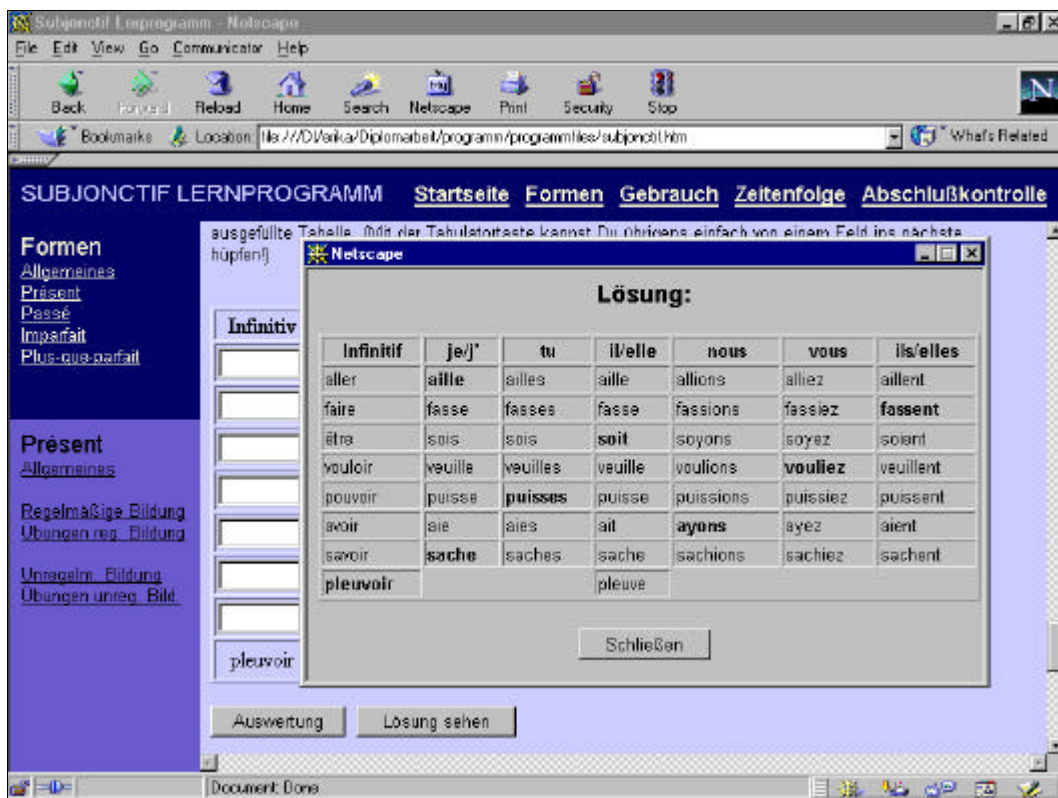 Subjonctif Lernprogramm - Netscape
File Edit View Go Communicator Help
Back Forward Reload Home Search Netscape Print Security Stop
Bookmarks Location: file:///D|/erika/Diplomarbeit/programm/programmfiles/subjonctif.htm What's Related
SUBJONCTIF LERNPROGRAMM Startseite Formen Gebrauch Zeitenfolge Abschlußkontrolle
Formen
Allgemeines
Présent
Passé
Imparfait
Plus-que-parfait
Présent
Allgemeines
Regelmäßige Bildung
Übungen reg. Bildung
Unregelm. Bildung
Übungen unreg. Bild.
ausgefüllte Tabelle. (Mit der Tabulatortaste kannst Du übrigens einfach von einem Feld ins nächste
hüpfen!)
Infinitiv
pleuvoir
Netscape
Lösung:
Infinitif je/j' tu il/elle nous vous ils/elles
aller aille ailles aille allions alliez aillent
faire fasse fasses fasse fassions fassiez fassent
être sois sois soit soyons soyez soient
vouloir veuille veuilles veuille voulions vouliez veuillent
pouvoir puisse puisses puisse puissions puissiez puissent
avoir aie aies ait ayons ayez aient
savoir sache saches sache sachions sachiez sachent
pleuvoir pleuve
Schließen
Auswertung Lösung sehen
Document: Done